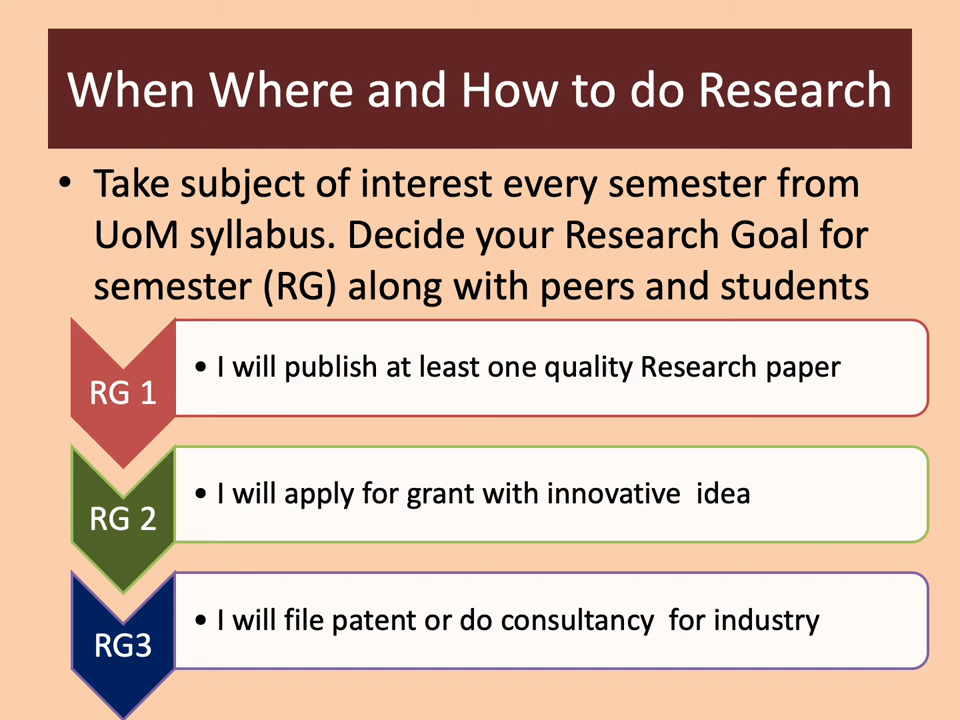 When Where and How to do Research
• Take subject of interest every semester from
UoM syllabus. Decide your Research Goal for
semester (RG) along with peers and students
RG 1
• I will publish at least one quality Research paper
RG 2
• I will apply for grant with innovative  idea
RG3
• I will file patent or do consultancy  for industry